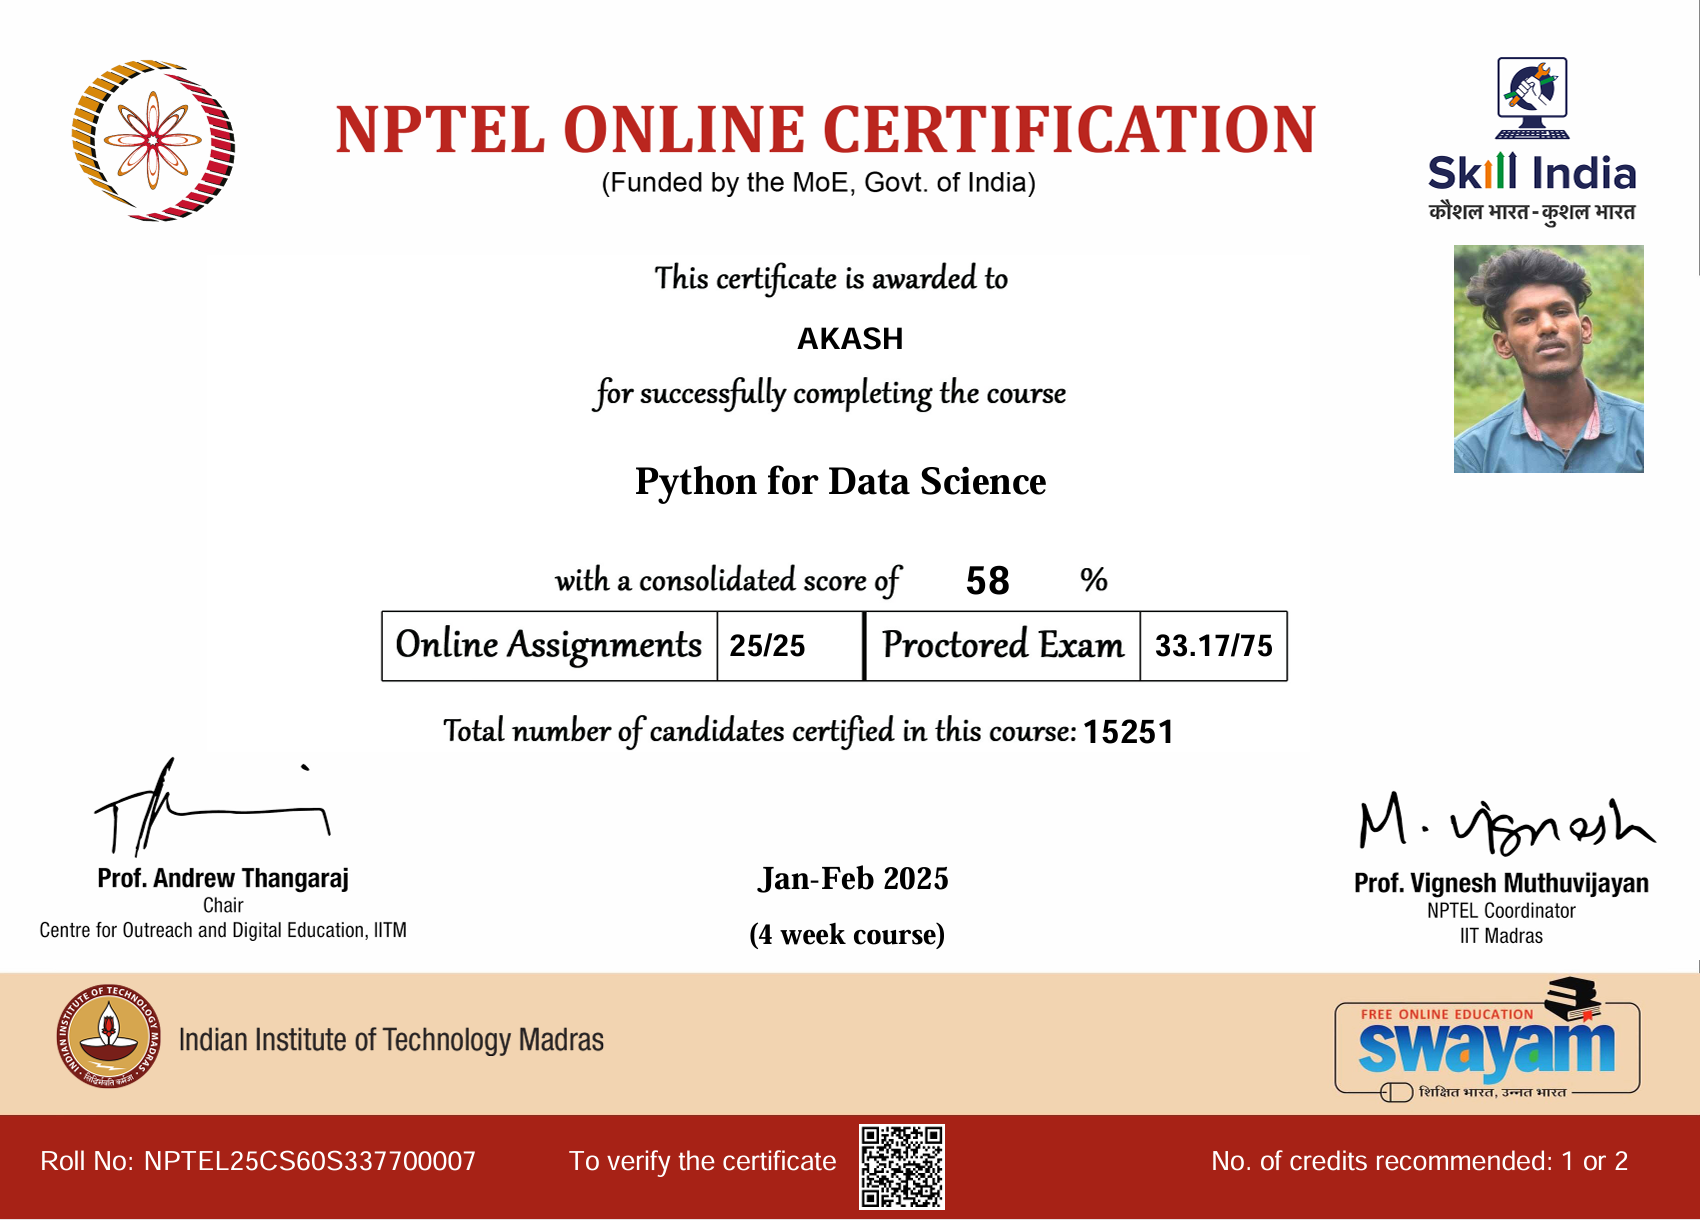 NPTEL ONLINE CERTIFICATION
(Funded by the MoE, Govt. of India)
Skill India
कौशल भारत - कुशल भारत
This certificate is awarded to
AKASH
for successfully completing the course
Python for Data Science
with a consolidated score of 58 %
Online Assignments 25/25 Proctored Exam 33.17/75
Total number of candidates certified in this course: 15251
M. Vignesh
Prof. Andrew Thangaraj
Chair
Centre for Outreach and Digital Education, IITM
Jan-Feb 2025
(4 week course)
Prof. Vignesh Muthuvijayan
NPTEL Coordinator
IIT Madras
INDIAN INSTITUTE OF TECHNOLOGY MADRAS
सिद्धिर्भवति कर्मजा
Indian Institute of Technology Madras
FREE ONLINE EDUCATION
swayam
शिक्षित भारत, उन्नत भारत
Roll No: NPTEL25CS60S337700007
To verify the certificate
No. of credits recommended: 1 or 2